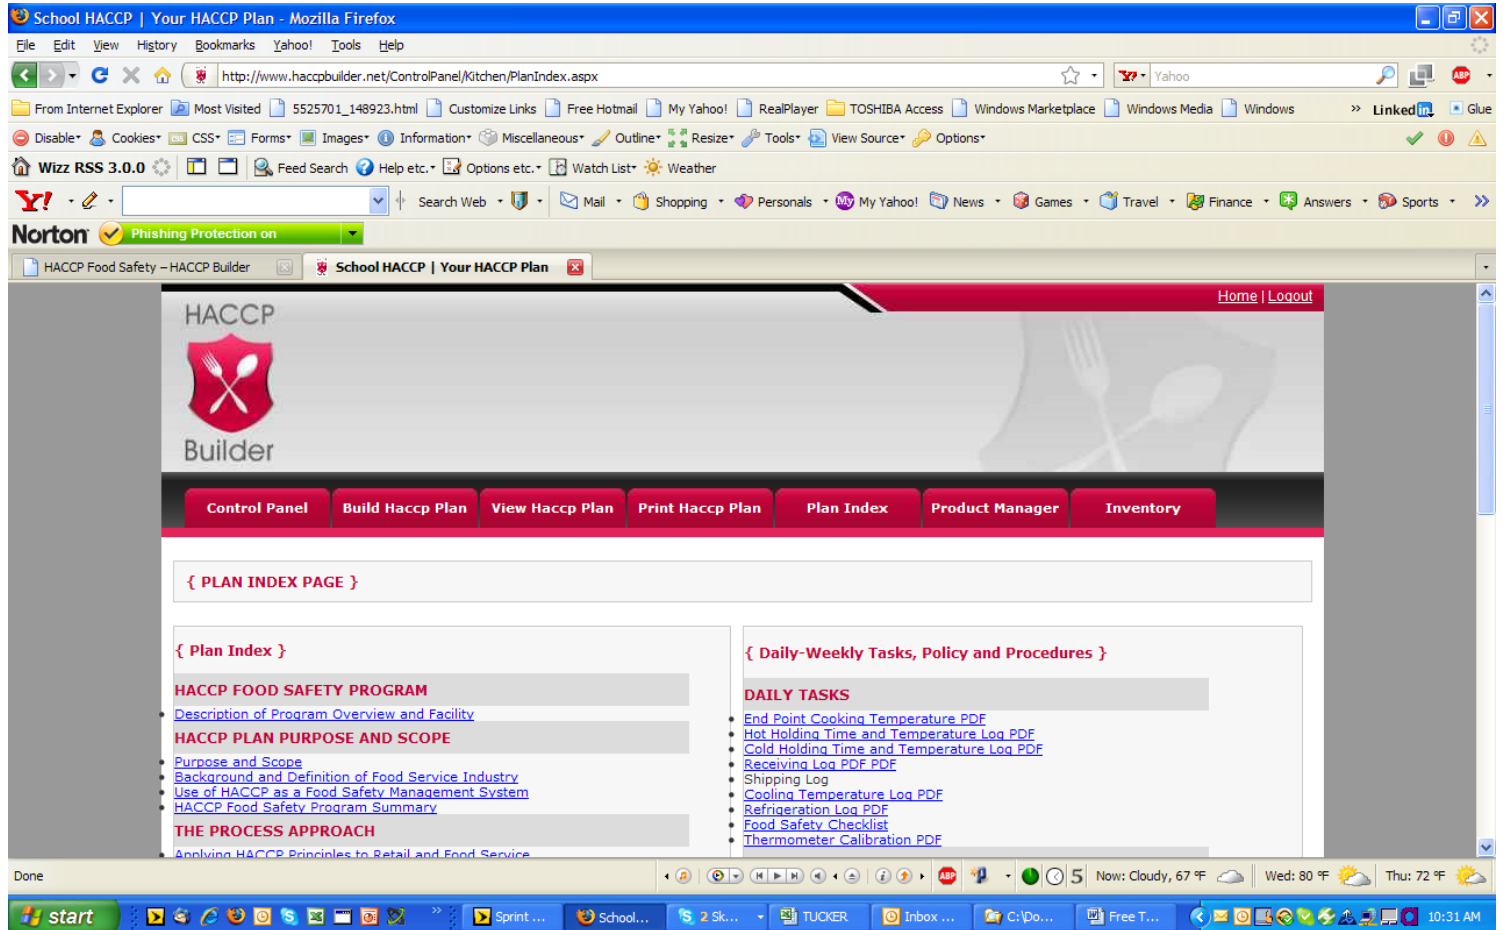 School HACCP | Your HACCP Plan - Mozilla Firefox
File Edit View History Bookmarks Yahoo! Tools Help
http://www.haccpbuilder.net/ControlPanel/Kitchen/PlanIndex.aspx Y! Yahoo ABP
From Internet Explorer Most Visited 5525701_148923.html Customize Links Free Hotmail My Yahoo! RealPlayer TOSHIBA Access Windows Marketplace Windows Media Windows » Linked in Glue
Disable Cookies CSS Forms Images Information Miscellaneous Outline Resize Tools View Source Options
Wizz RSS 3.0.0 Feed Search Help etc. Options etc. Watch List Weather
Y! Search Web Mail Shopping Personals My Yahoo! News Games Travel Finance Answers Sports »
Norton Phishing Protection on
HACCP Food Safety – HACCP Builder School HACCP | Your HACCP Plan
Home | Logout
HACCP
Builder
Control Panel Build Haccp Plan View Haccp Plan Print Haccp Plan Plan Index Product Manager Inventory
{ PLAN INDEX PAGE }
{ Plan Index }
HACCP FOOD SAFETY PROGRAM
Description of Program Overview and Facility
HACCP PLAN PURPOSE AND SCOPE
Purpose and Scope
Background and Definition of Food Service Industry
Use of HACCP as a Food Safety Management System
HACCP Food Safety Program Summary
THE PROCESS APPROACH
Applying HACCP Principles to Retail and Food Service
{ Daily-Weekly Tasks, Policy and Procedures }
DAILY TASKS
End Point Cooking Temperature PDF
Hot Holding Time and Temperature Log PDF
Cold Holding Time and Temperature Log PDF
Receiving Log PDF PDF
Shipping Log
Cooling Temperature Log PDF
Refrigeration Log PDF
Food Safety Checklist
Thermometer Calibration PDF
Done ABP 5 Now: Cloudy, 67 °F Wed: 80 °F Thu: 72 °F
start » Sprint ... School... 2 Sk... TUCKER Inbox ... C:\Do... Free T... 10:31 AM